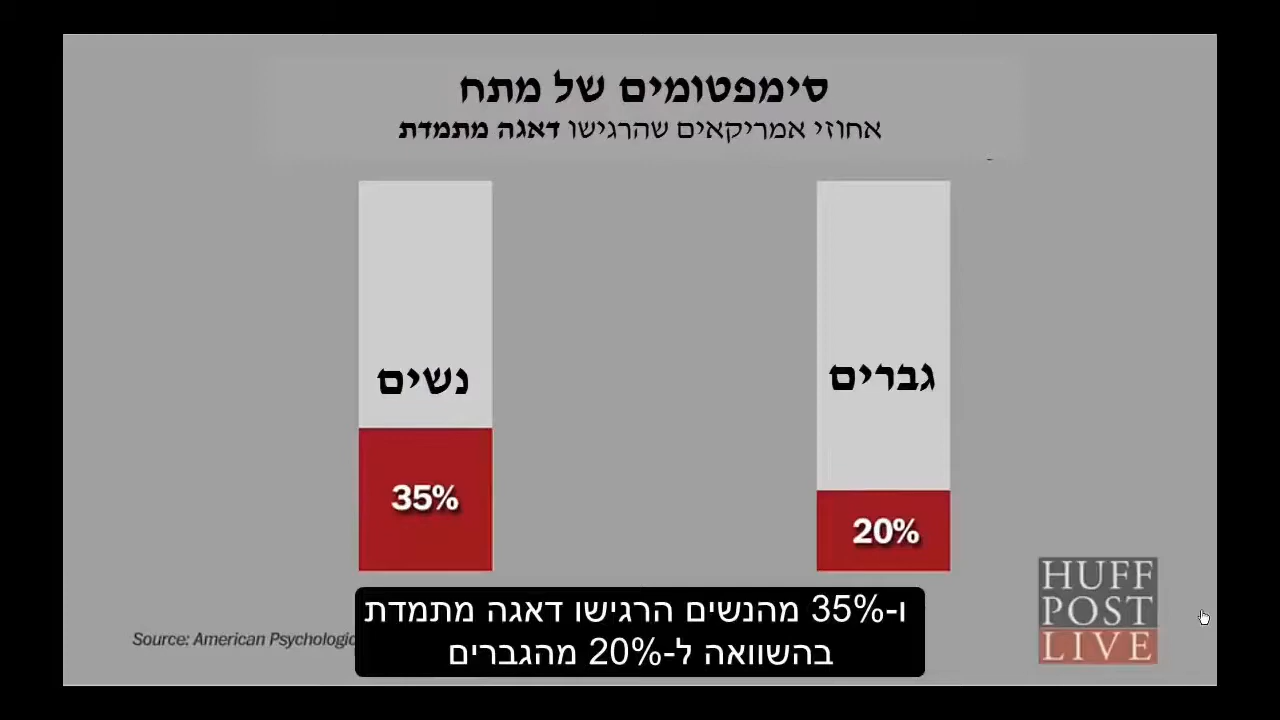 סימפטומים של מתח
אחוזי אמריקאים שהרגישו דאגה מתמדת
גברים
נשים
20%
35%
ו-35% מהנשים הרגישו דאגה מתמדת
בהשוואה ל-20% מהגברים
Source: American
HUFF
POST
LIVE